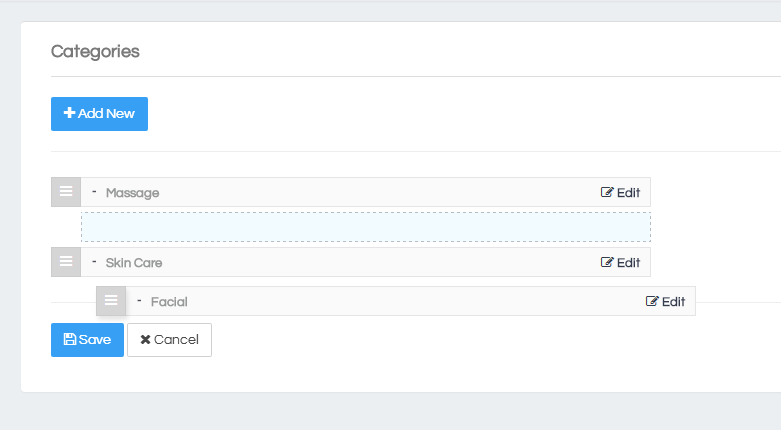 Categories
Add New
- Massage Edit
- Skin Care Edit
- Facial Edit
Save Cancel